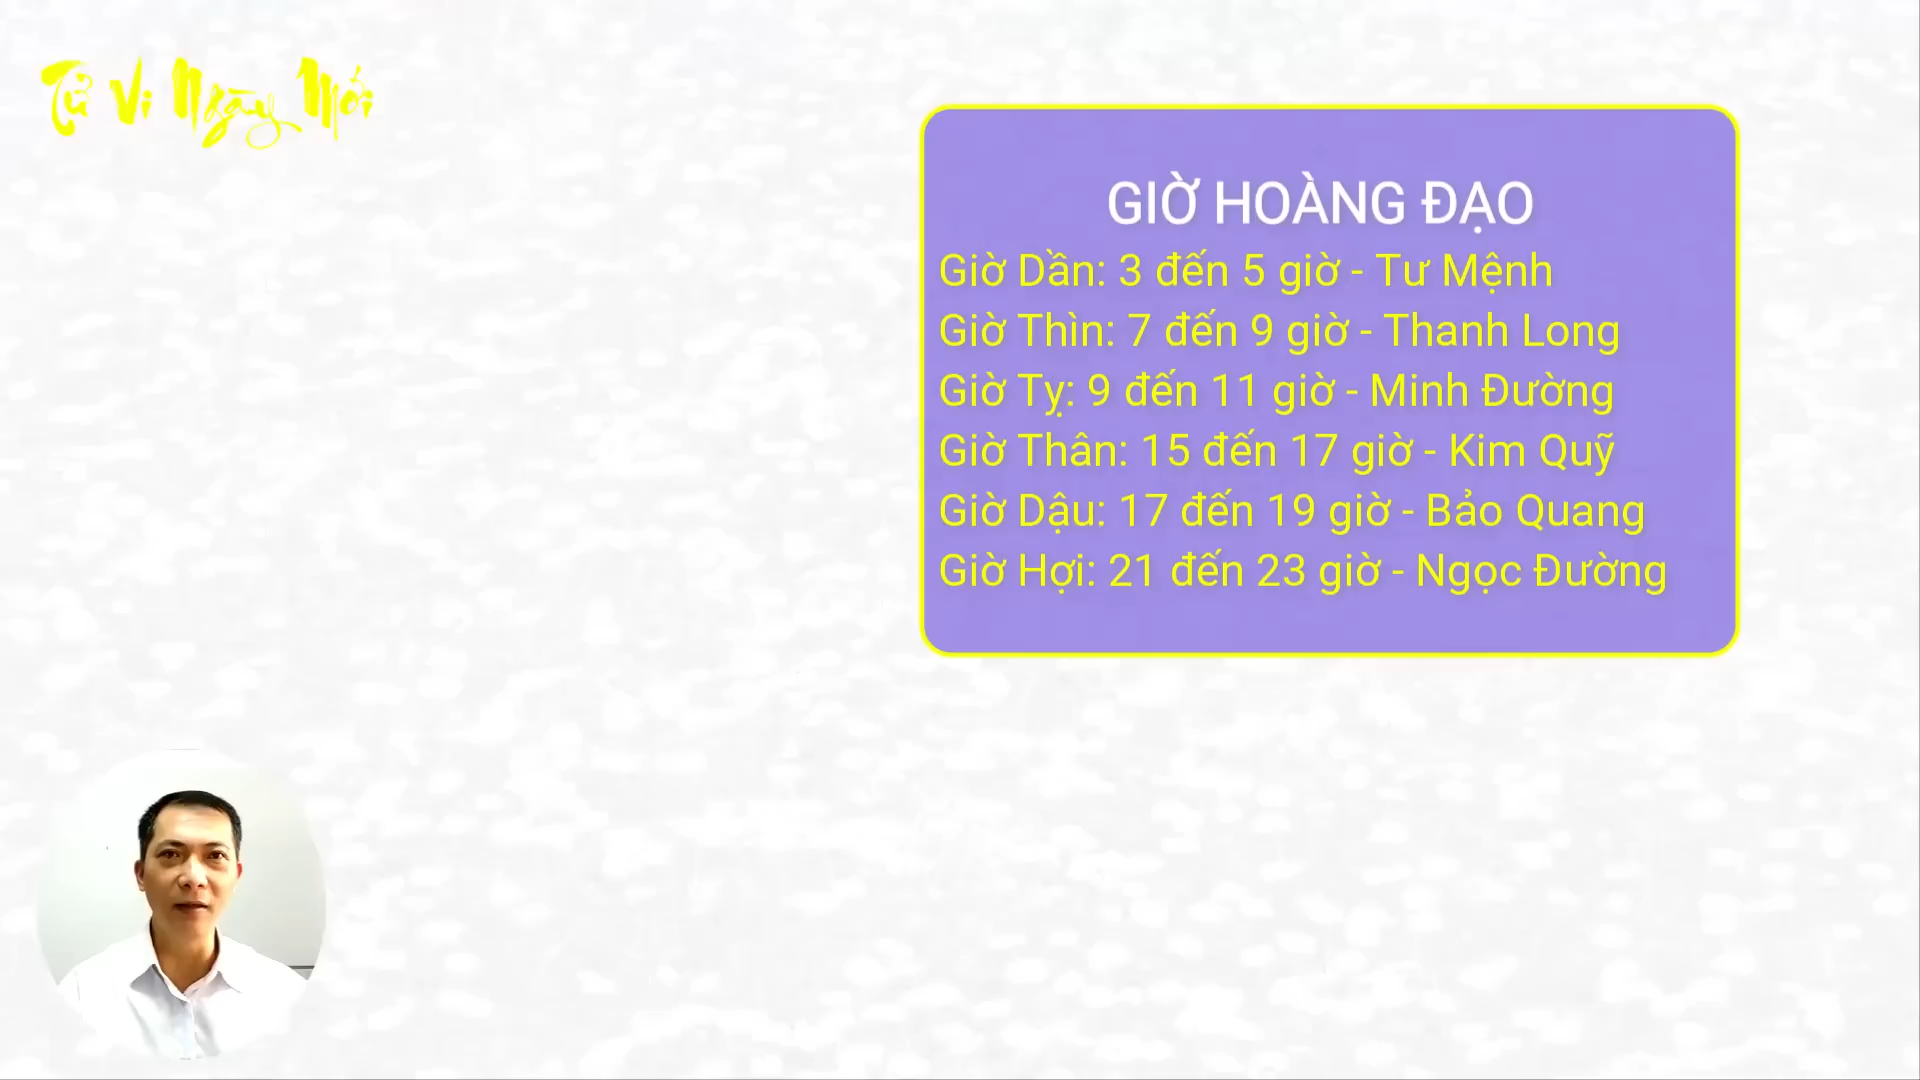 Tử Vi Ngày Mới
GIỜ HOÀNG ĐẠO
Giờ Dần: 3 đến 5 giờ - Tư Mệnh
Giờ Thìn: 7 đến 9 giờ - Thanh Long
Giờ Tỵ: 9 đến 11 giờ - Minh Đường
Giờ Thân: 15 đến 17 giờ - Kim Quỹ
Giờ Dậu: 17 đến 19 giờ - Bảo Quang
Giờ Hợi: 21 đến 23 giờ - Ngọc Đường